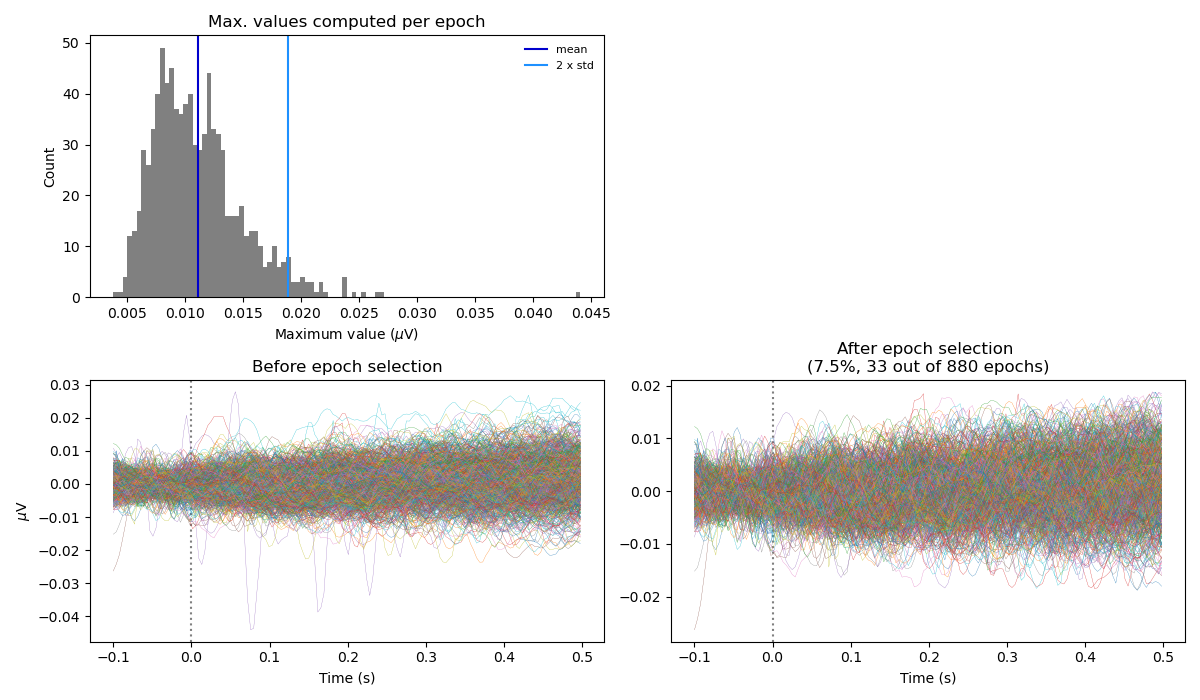 Max. values computed per epoch
50
40
30
20
10
0
Count
mean
2 x std
0.005 0.010 0.015 0.020 0.025 0.030 0.035 0.040 0.045
Maximum value (μV)
Before epoch selection
0.03
0.02
0.01
0.00
−0.01
−0.02
−0.03
−0.04
μV
−0.1 0.0 0.1 0.2 0.3 0.4 0.5
Time (s)
After epoch selection
(7.5%, 33 out of 880 epochs)
0.02
0.01
0.00
−0.01
−0.02
−0.1 0.0 0.1 0.2 0.3 0.4 0.5
Time (s)